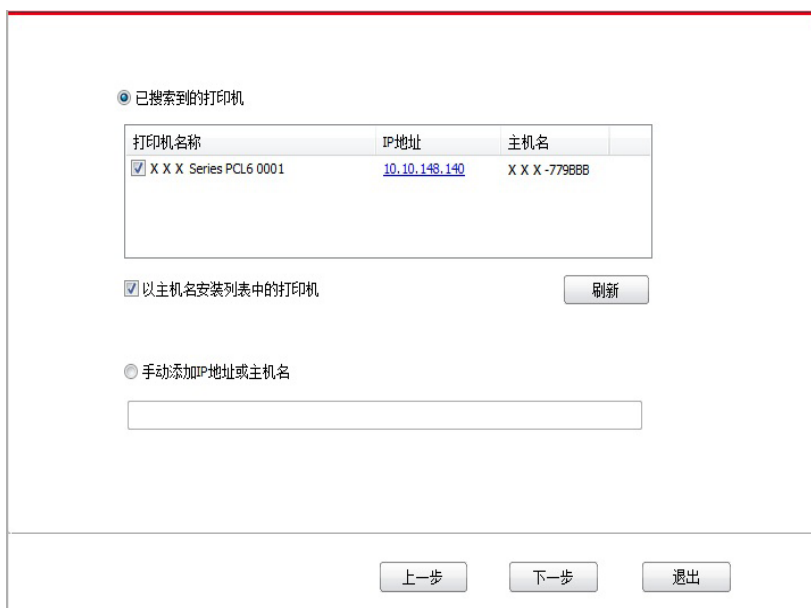 已搜索到的打印机
打印机名称 IP地址 主机名
X X X Series PCL6 0001 10.10.148.140 X X X -779BBB
以主机名安装列表中的打印机 刷新
手动添加IP地址或主机名
上一步 下一步 退出